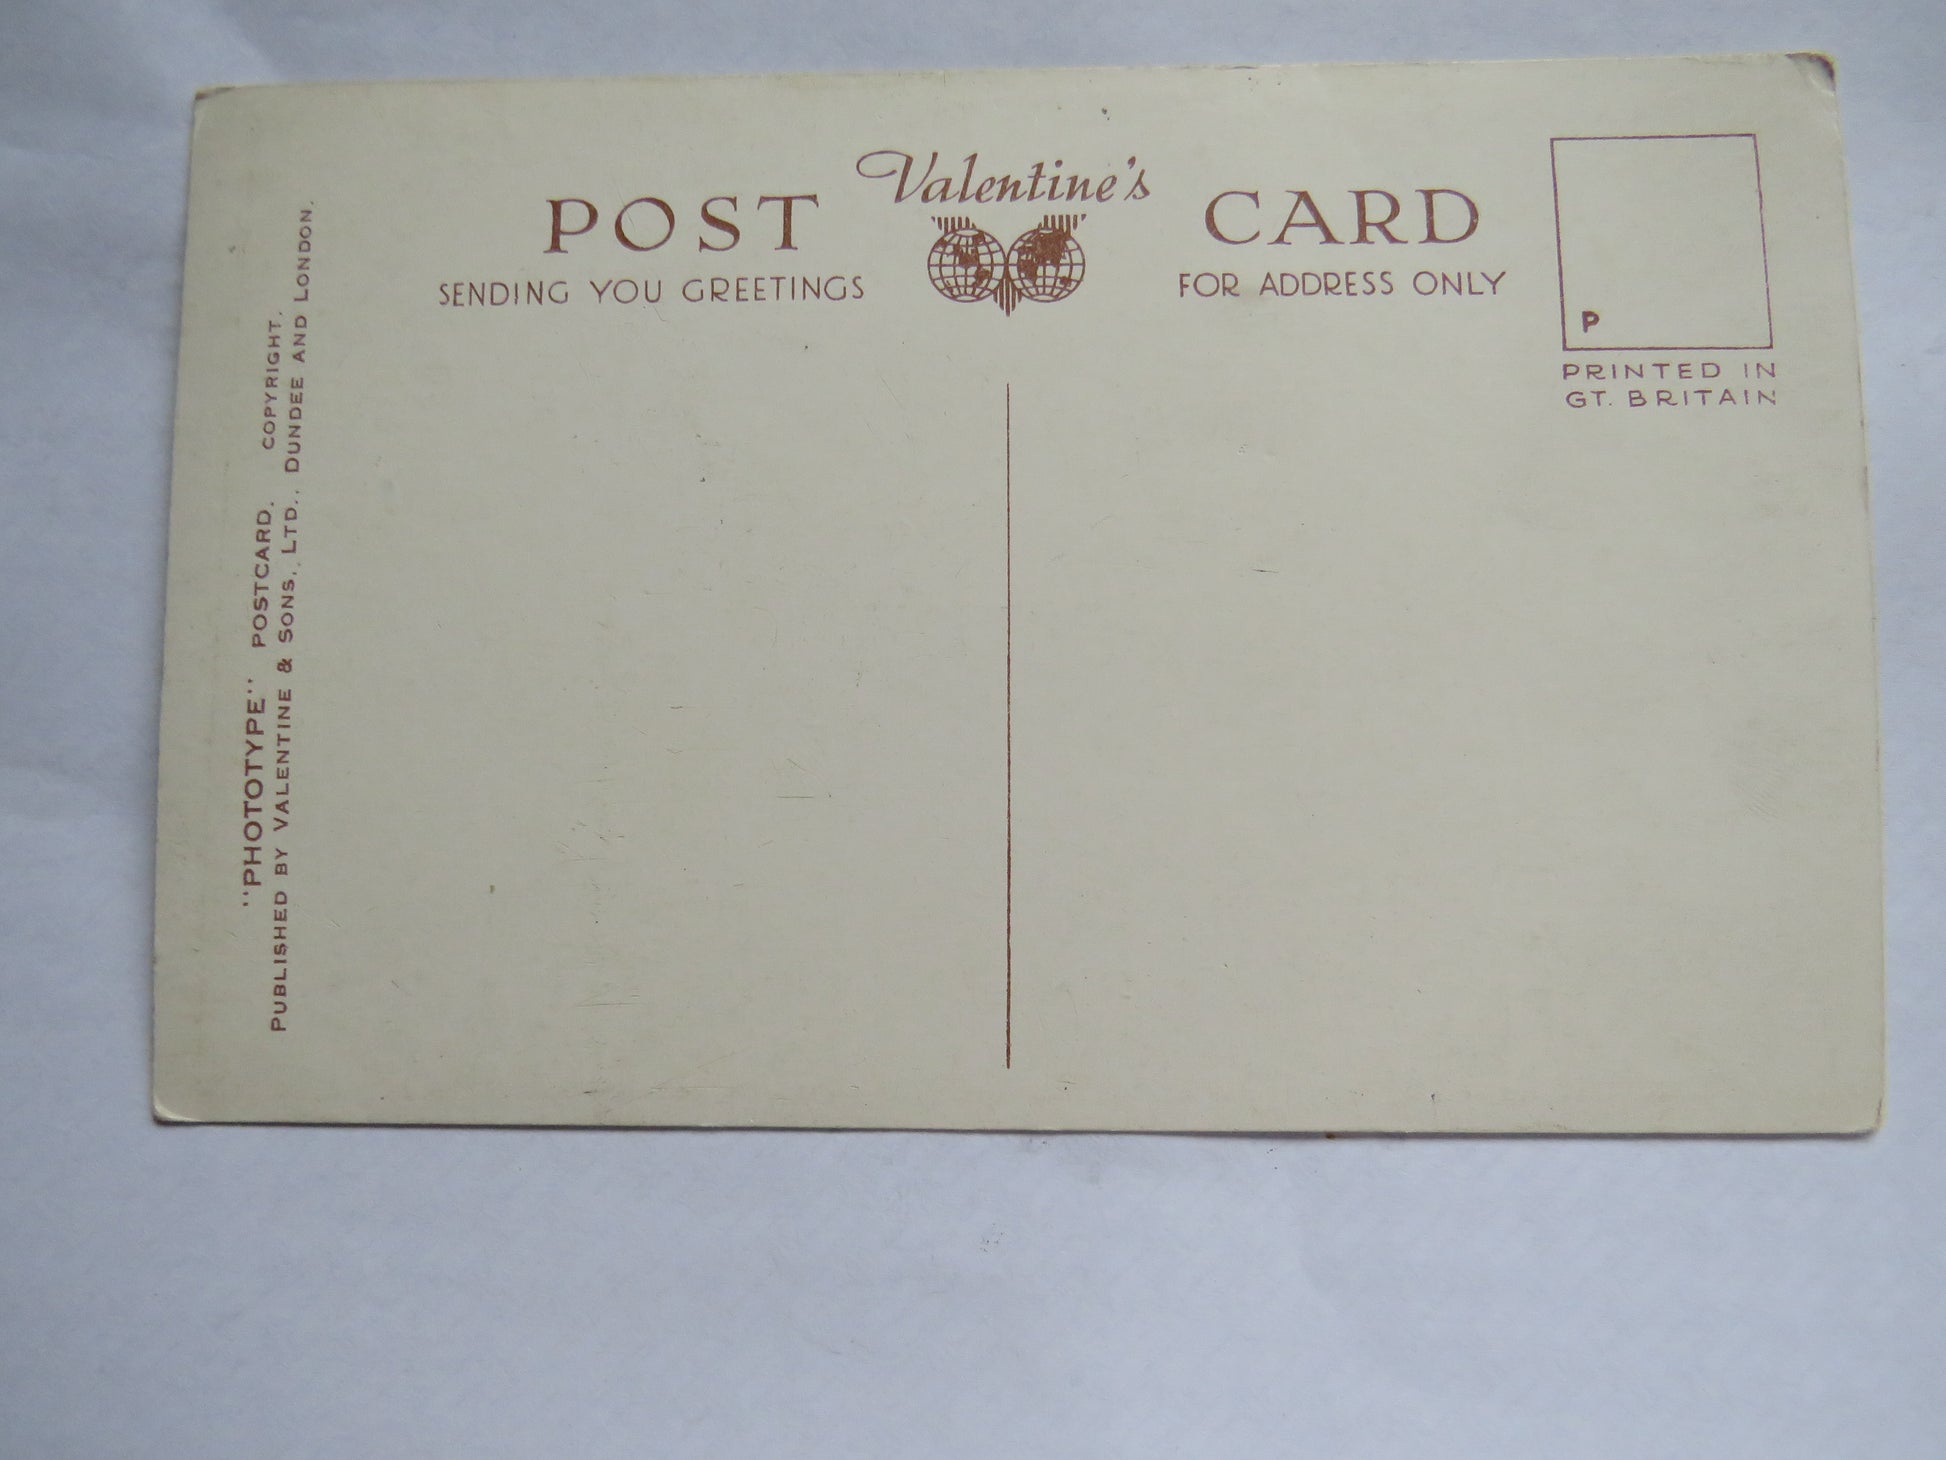 Valentine's
POST CARD
SENDING YOU GREETINGS
FOR ADDRESS ONLY
P
PRINTED IN
GT. BRITAIN
"PHOTOTYPE" POSTCARD. COPYRIGHT.
PUBLISHED BY VALENTINE & SONS, LTD., DUNDEE AND LONDON.